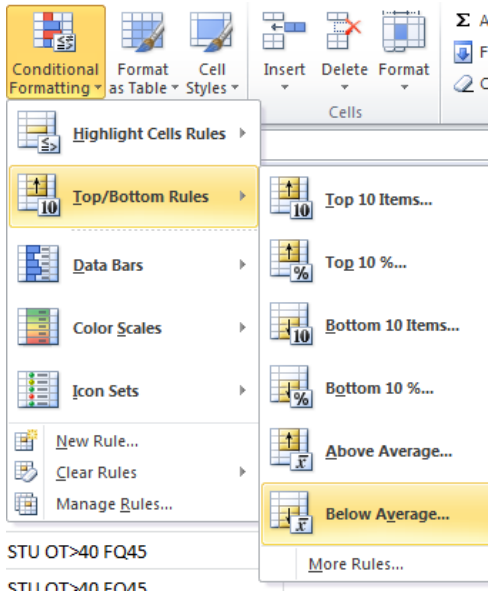 Conditional Formatting
Format as Table
Cell Styles
Insert
Delete
Format
Cells
Σ A
F
Highlight Cells Rules
Top/Bottom Rules
Data Bars
Color Scales
Icon Sets
New Rule...
Clear Rules
Manage Rules...
Top 10 Items...
Top 10 %...
Bottom 10 Items...
Bottom 10 %...
Above Average...
Below Average...
More Rules...
STU OT>40 FQ45
STU OT>40 FQ45